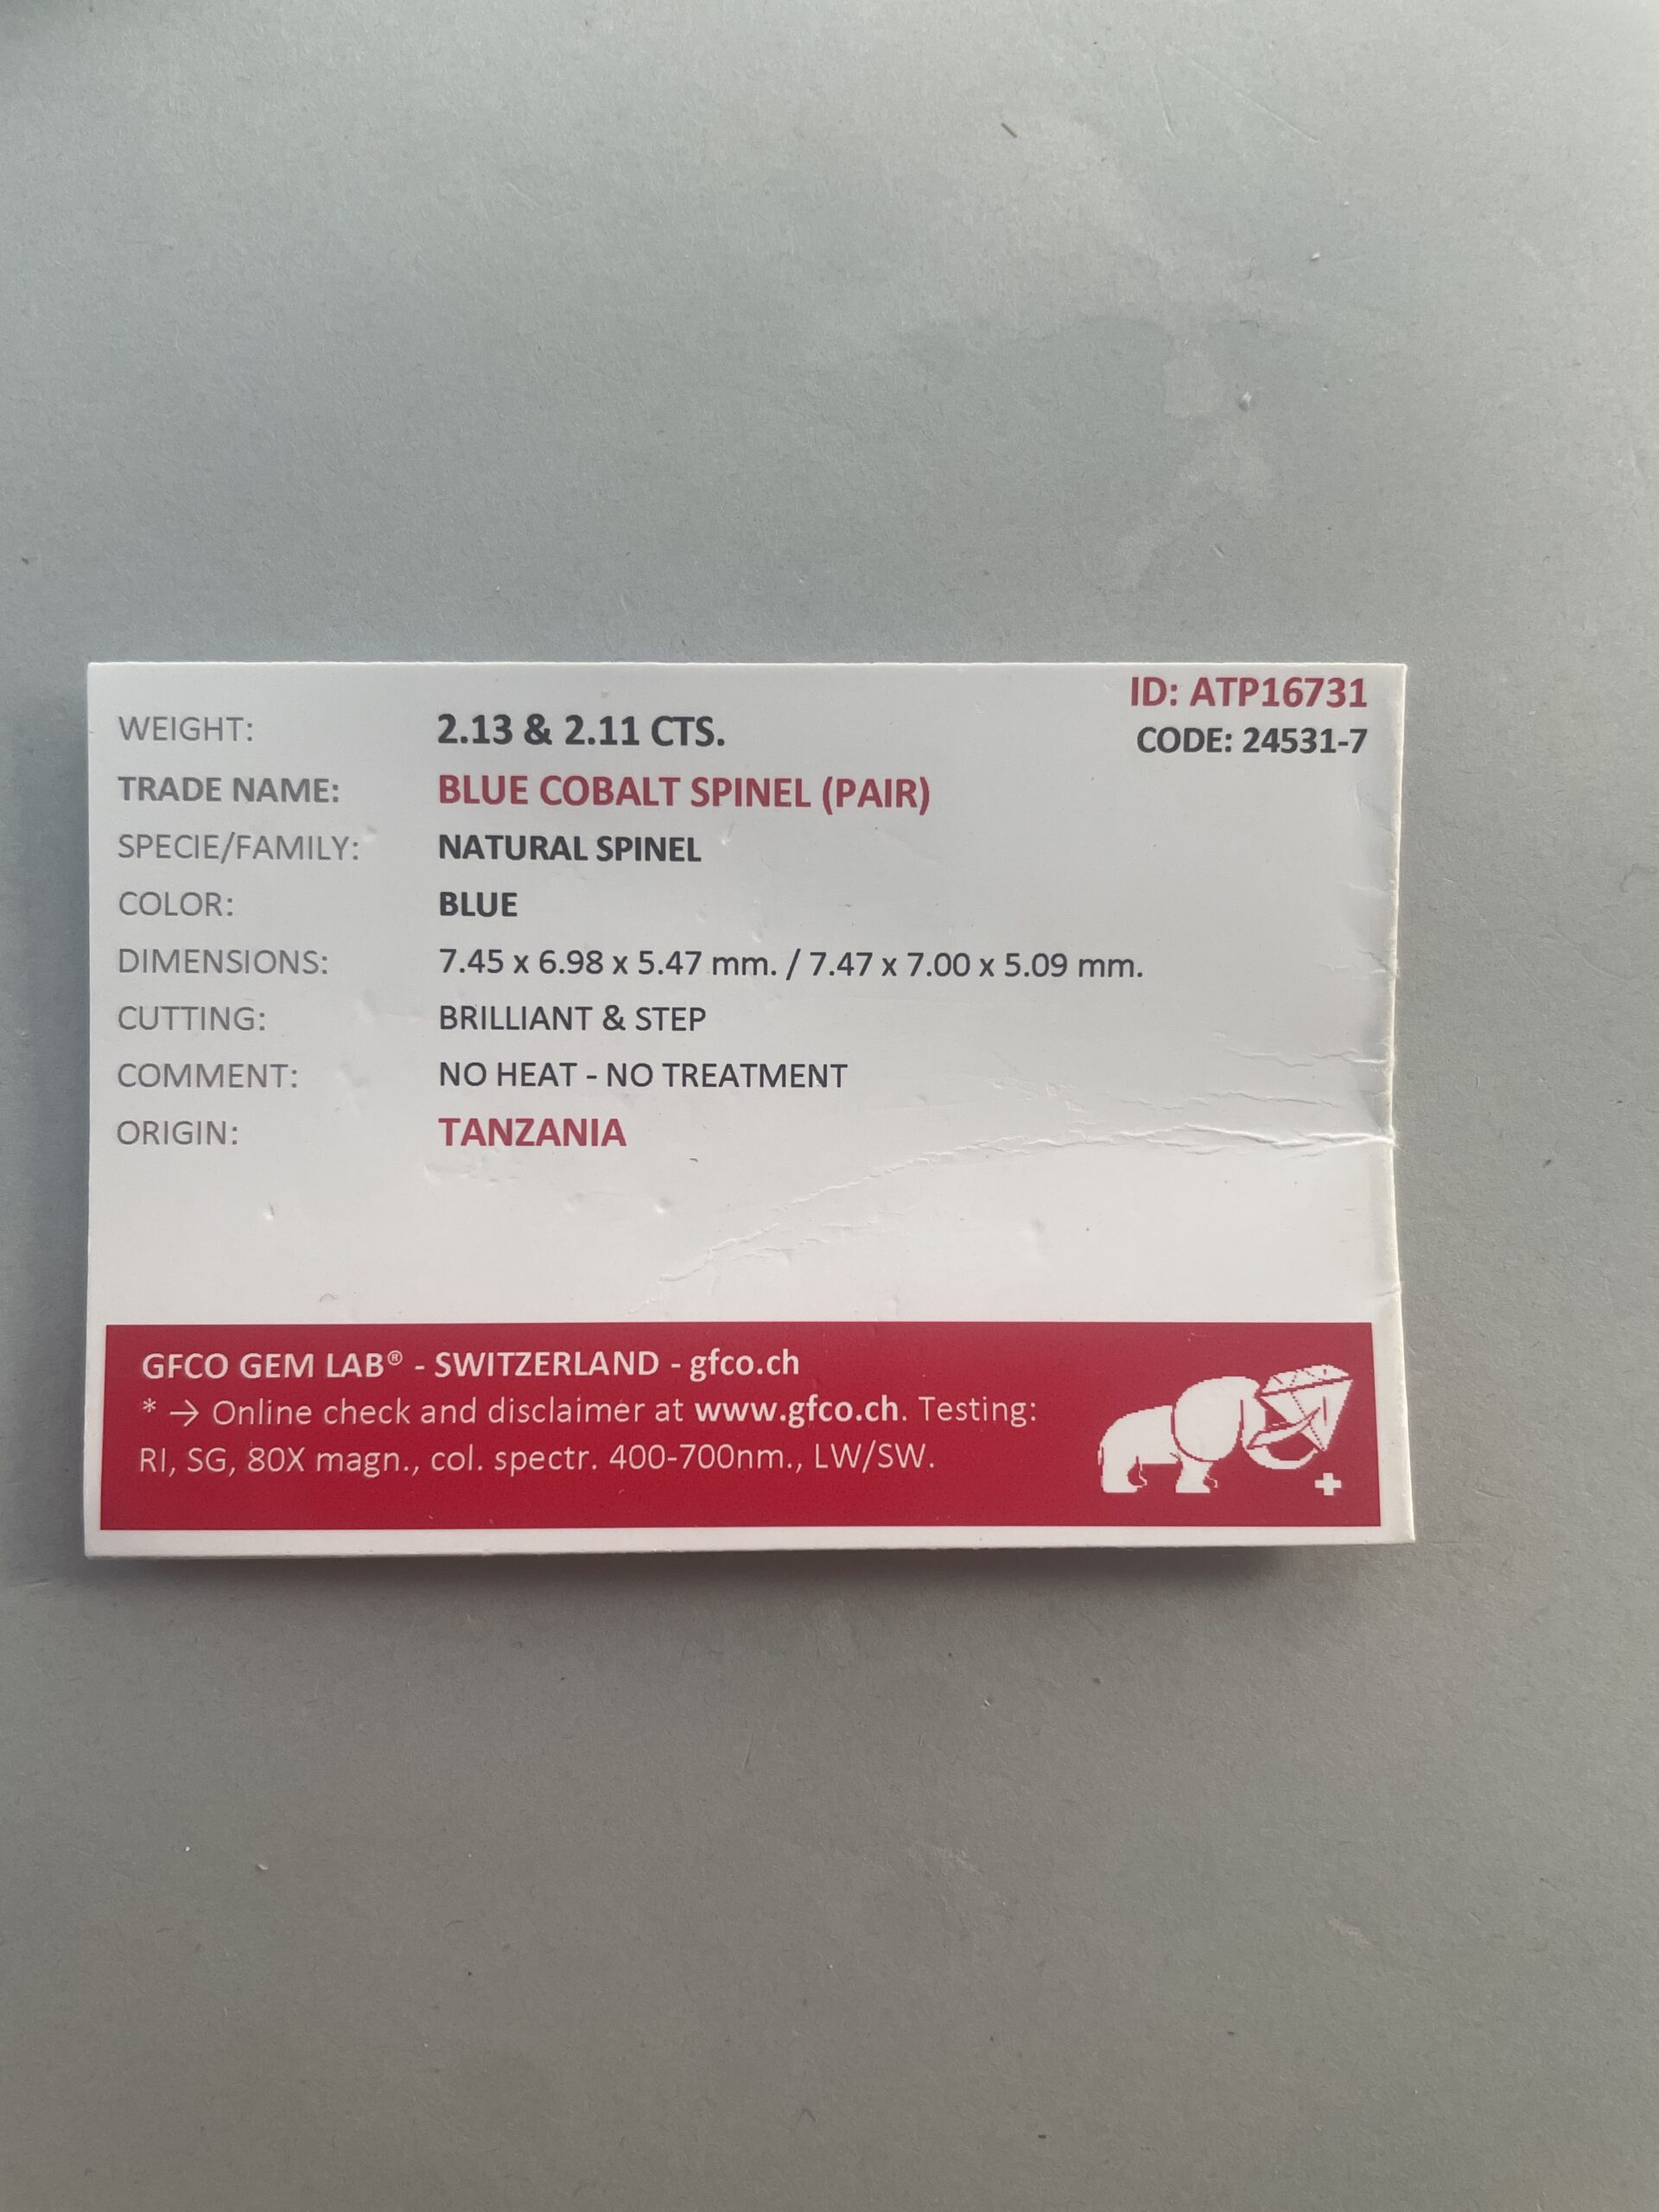 ID: ATP16731
WEIGHT: 2.13 & 2.11 CTS.
CODE: 24531-7
TRADE NAME: BLUE COBALT SPINEL (PAIR)
SPECIE/FAMILY: NATURAL SPINEL
COLOR: BLUE
DIMENSIONS: 7.45 x 6.98 x 5.47 mm. / 7.47 x 7.00 x 5.09 mm.
CUTTING: BRILLIANT & STEP
COMMENT: NO HEAT - NO TREATMENT
ORIGIN: TANZANIA
GFCO GEM LAB® - SWITZERLAND - gfco.ch
* → Online check and disclaimer at www.gfco.ch. Testing:
RI, SG, 80X magn., col. spectr. 400-700nm., LW/SW.